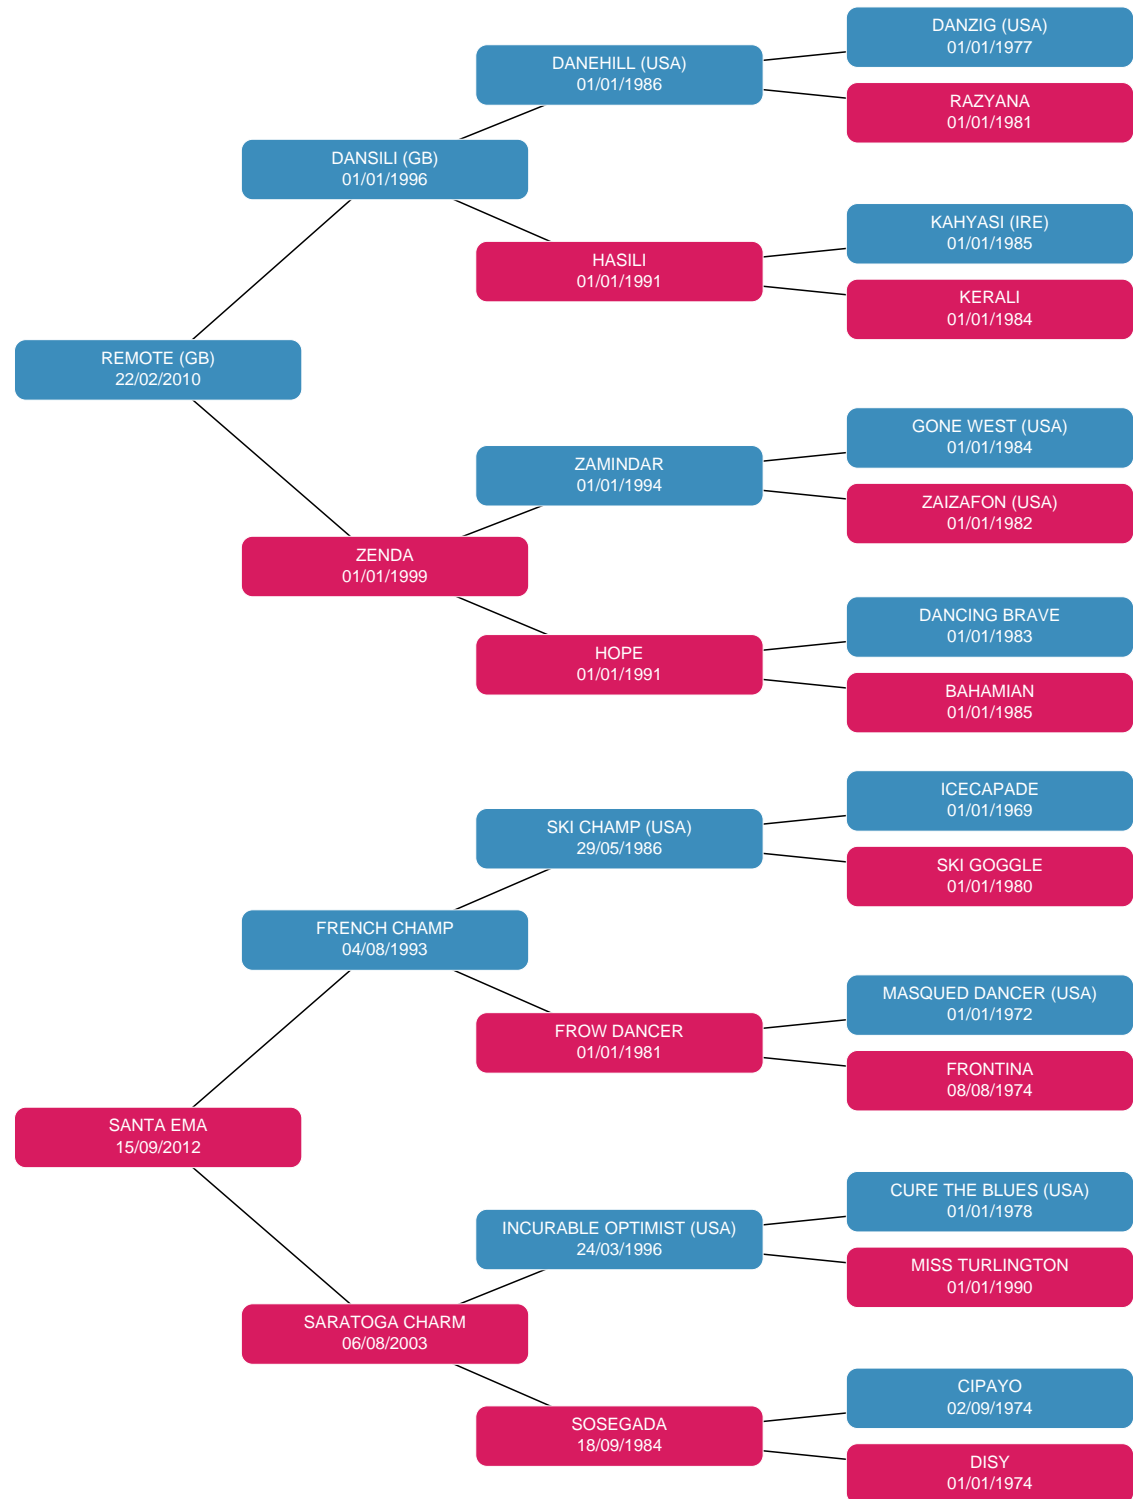 DANZIG (USA)
01/01/1977
DANEHILL (USA)
01/01/1986
RAZYANA
01/01/1981
DANSILI (GB)
01/01/1996
KAHYASI (IRE)
01/01/1985
HASILI
01/01/1991
KERALI
01/01/1984
REMOTE (GB)
22/02/2010
GONE WEST (USA)
01/01/1984
ZAMINDAR
01/01/1994
ZAIZAFON (USA)
01/01/1982
ZENDA
01/01/1999
DANCING BRAVE
01/01/1983
HOPE
01/01/1991
BAHAMIAN
01/01/1985
ICECAPADE
01/01/1969
SKI CHAMP (USA)
29/05/1986
SKI GOGGLE
01/01/1980
FRENCH CHAMP
04/08/1993
MASQUED DANCER (USA)
01/01/1972
FROW DANCER
01/01/1981
FRONTINA
08/08/1974
SANTA EMA
15/09/2012
CURE THE BLUES (USA)
01/01/1978
INCURABLE OPTIMIST (USA)
24/03/1996
MISS TURLINGTON
01/01/1990
SARATOGA CHARM
06/08/2003
CIPAYO
02/09/1974
SOSEGADA
18/09/1984
DISY
01/01/1974